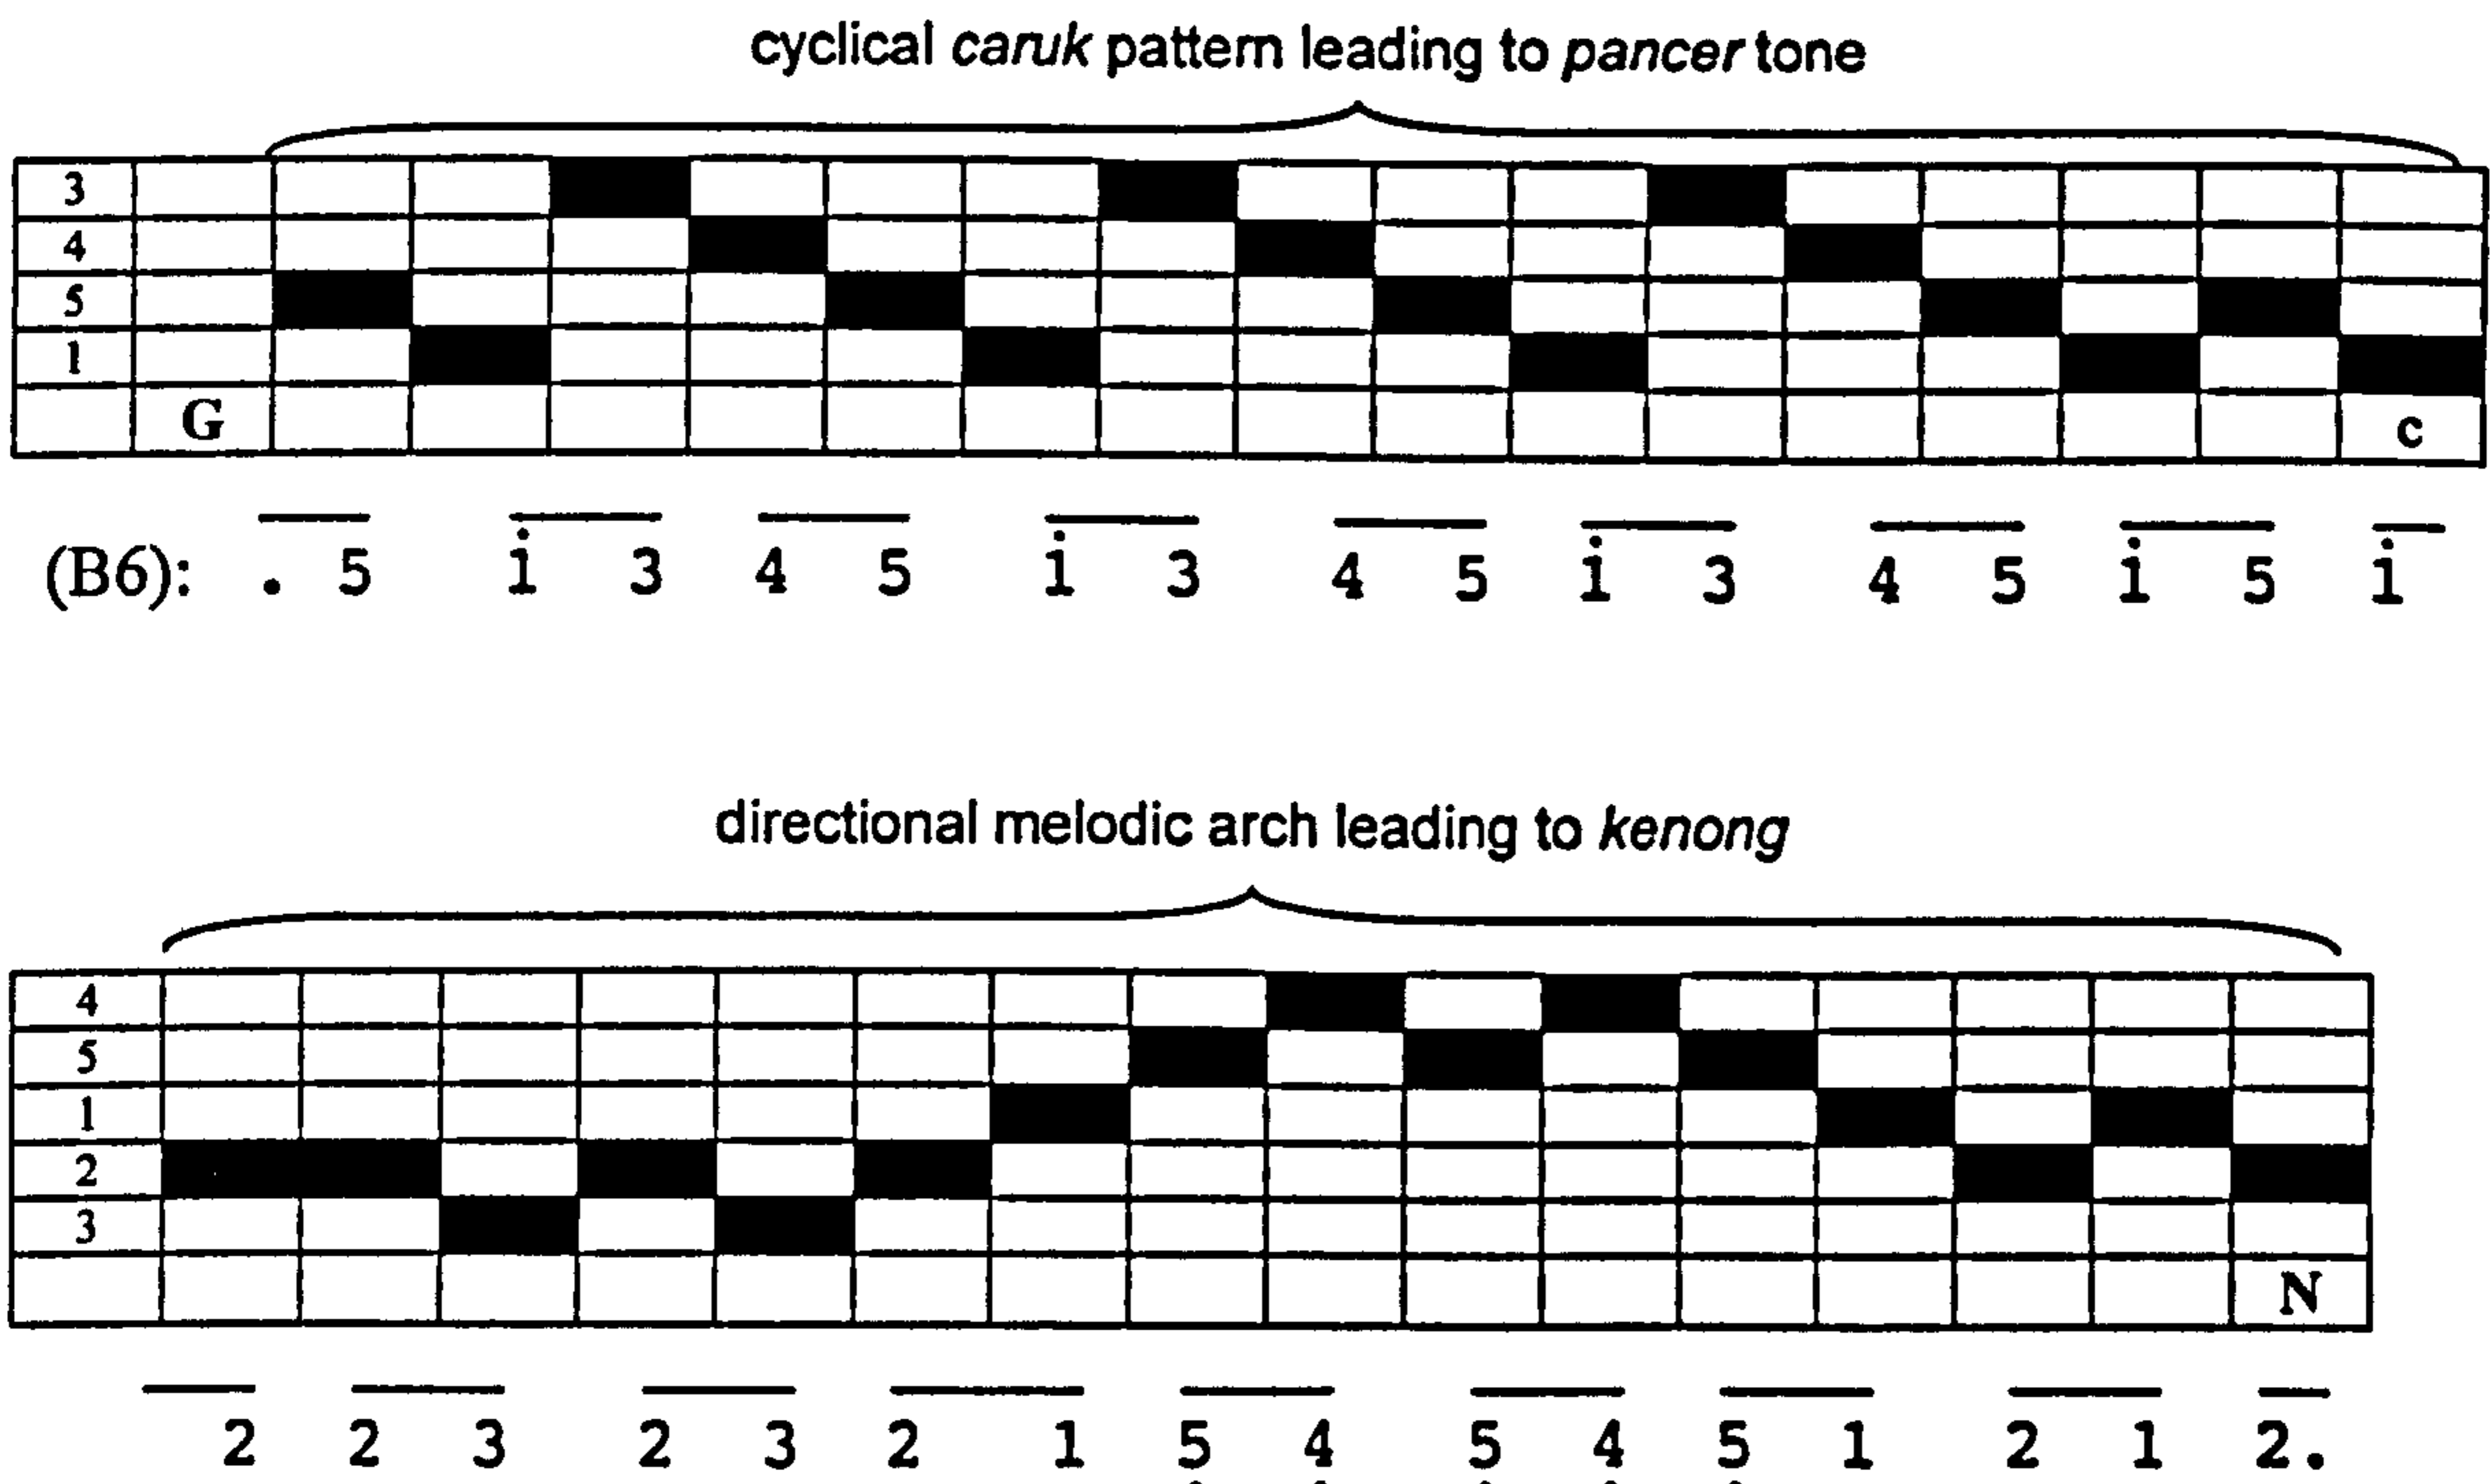 cyclical caruk pattern leading to pancer tone
3
4
5
1
G c
(B6): . 5 i 3 4 5 i 3 4 5 i 3 4 5 i 5 i
directional melodic arch leading to kenong
4
5
1
2
3
N
2 2 3 2 3 2 1 5 4 5 4 5 1 2 1 2.